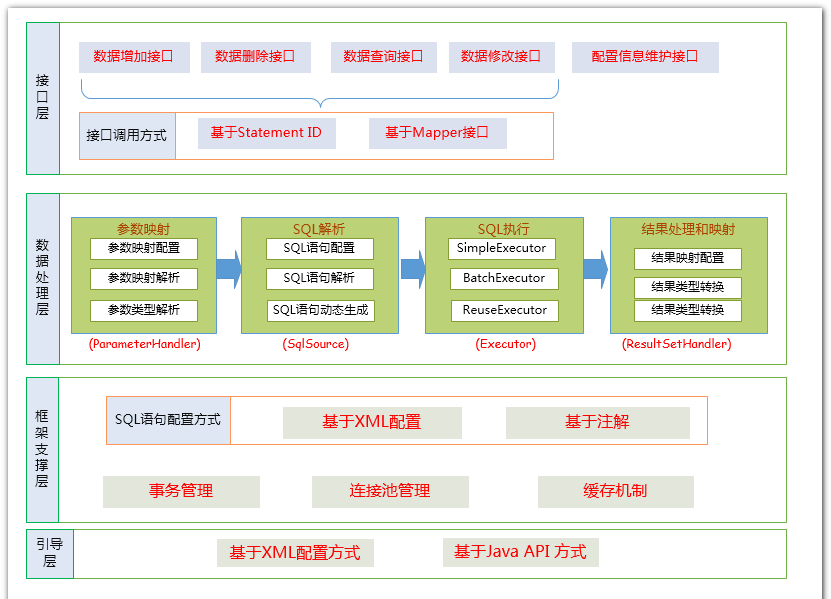 接口层
数据增加接口
数据删除接口
数据查询接口
数据修改接口
配置信息维护接口
接口调用方式
基于Statement ID
基于Mapper接口
数据处理层
参数映射
参数映射配置
参数映射解析
参数类型解析
(ParameterHandler)
SQL解析
SQL语句配置
SQL语句解析
SQL语句动态生成
(SqlSource)
SQL执行
SimpleExecutor
BatchExecutor
ReuseExecutor
(Executor)
结果处理和映射
结果映射配置
结果类型转换
结果类型转换
(ResultSetHandler)
框架支撑层
SQL语句配置方式
基于XML配置
基于注解
事务管理
连接池管理
缓存机制
引导层
基于XML配置方式
基于Java API 方式